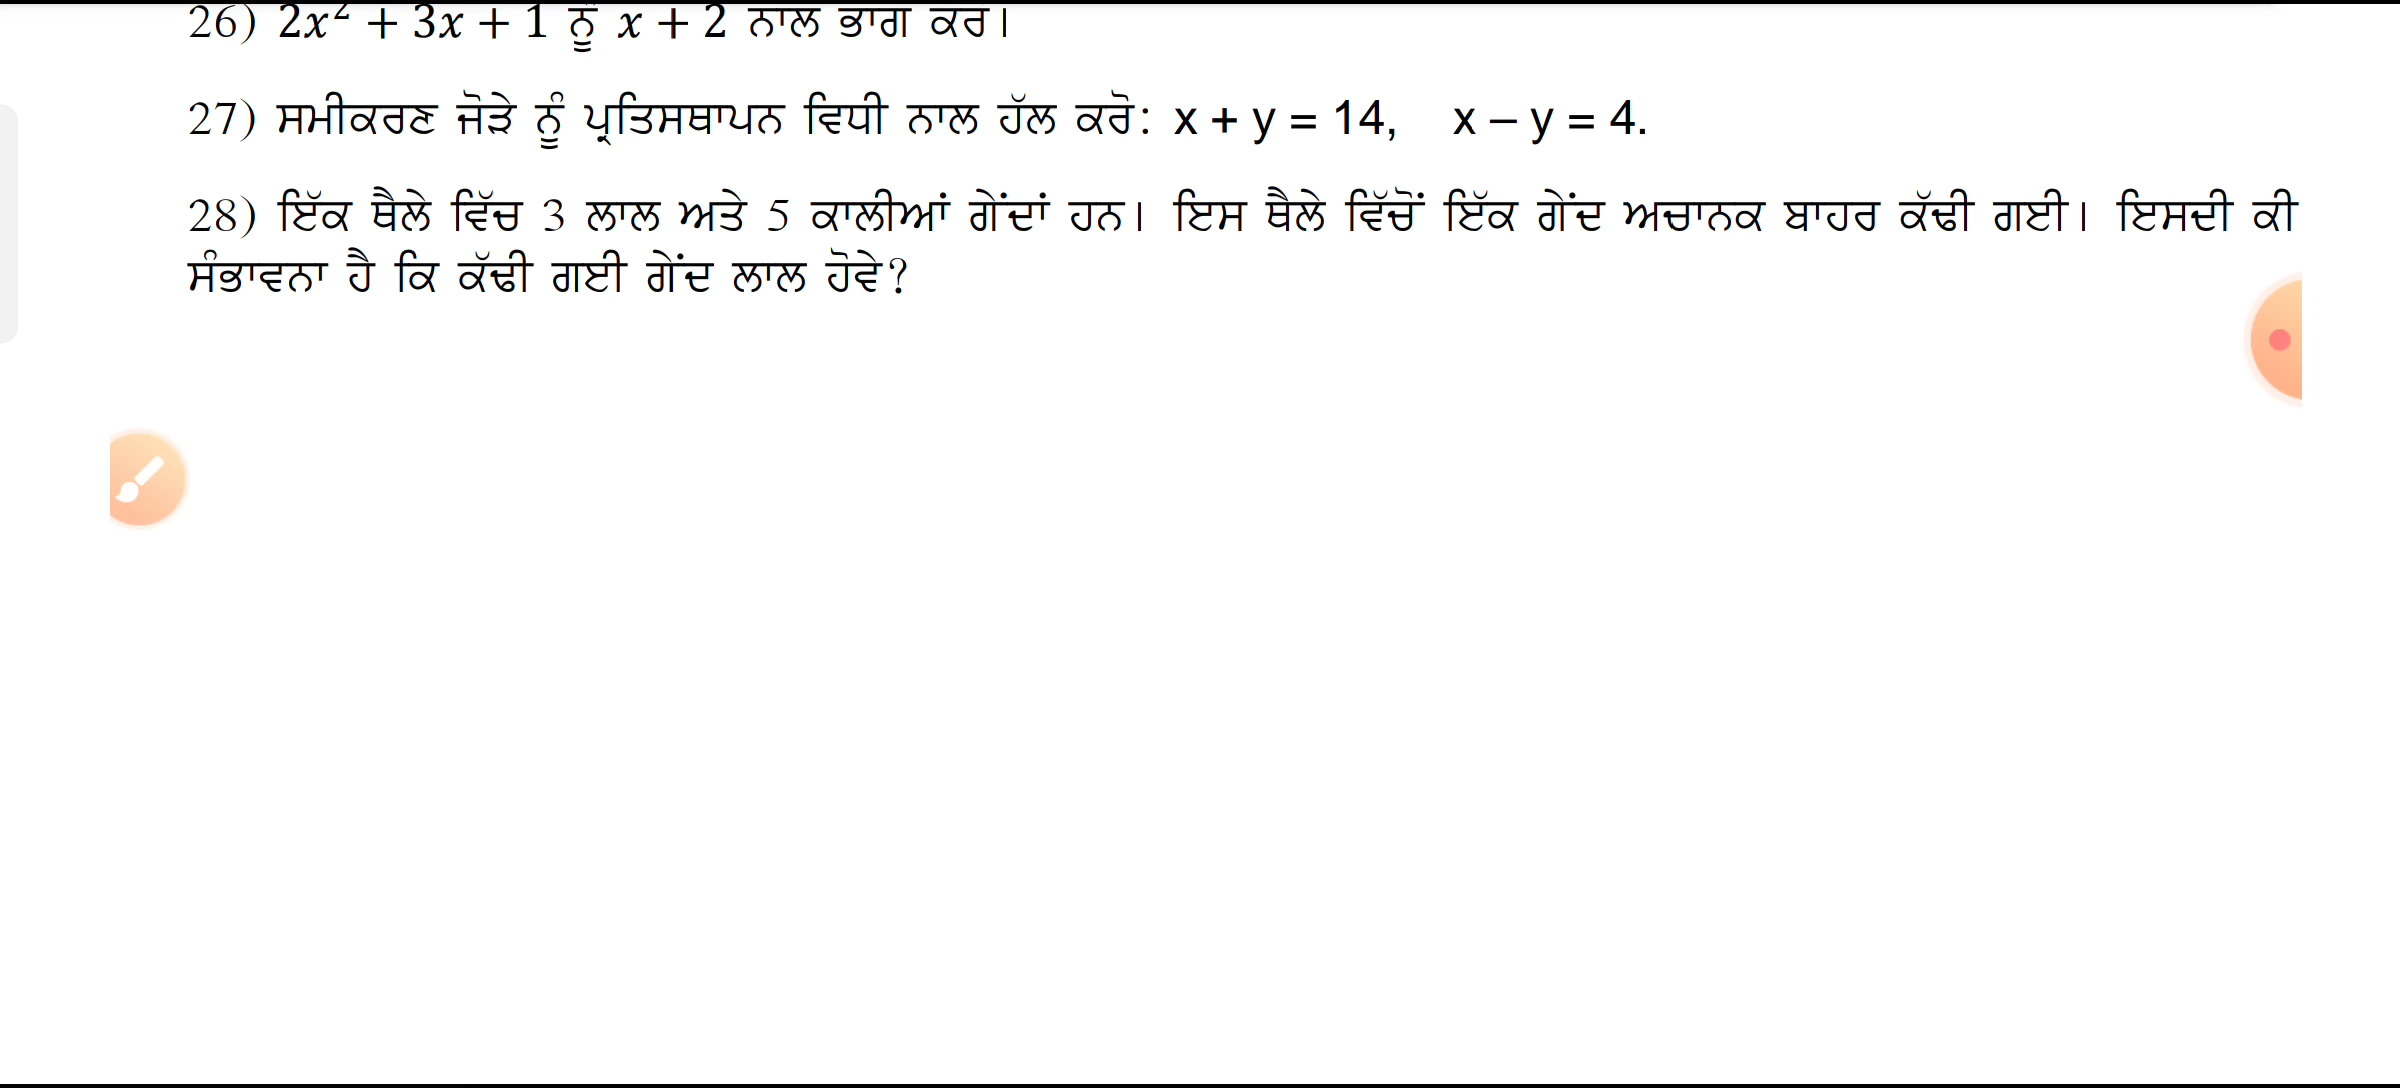 26) 2x² + 3x + 1 ਨੂੰ x + 2 ਨਾਲ ਭਾਗ ਕਰ।
27) ਸਮੀਕਰਣ ਜੋੜੇ ਨੂੰ ਪ੍ਰਤਿਸਥਾਪਨ ਵਿਧੀ ਨਾਲ ਹੱਲ ਕਰੋ: x + y = 14, x – y = 4.
28) ਇੱਕ ਥੈਲੇ ਵਿੱਚ 3 ਲਾਲ ਅਤੇ 5 ਕਾਲੀਆਂ ਗੇਂਦਾਂ ਹਨ। ਇਸ ਥੈਲੇ ਵਿੱਚੋਂ ਇੱਕ ਗੇਂਦ ਅਚਾਨਕ ਬਾਹਰ ਕੱਢੀ ਗਈ। ਇਸਦੀ ਕੀ
ਸੰਭਾਵਨਾ ਹੈ ਕਿ ਕੱਢੀ ਗਈ ਗੇਂਦ ਲਾਲ ਹੋਵੇ?